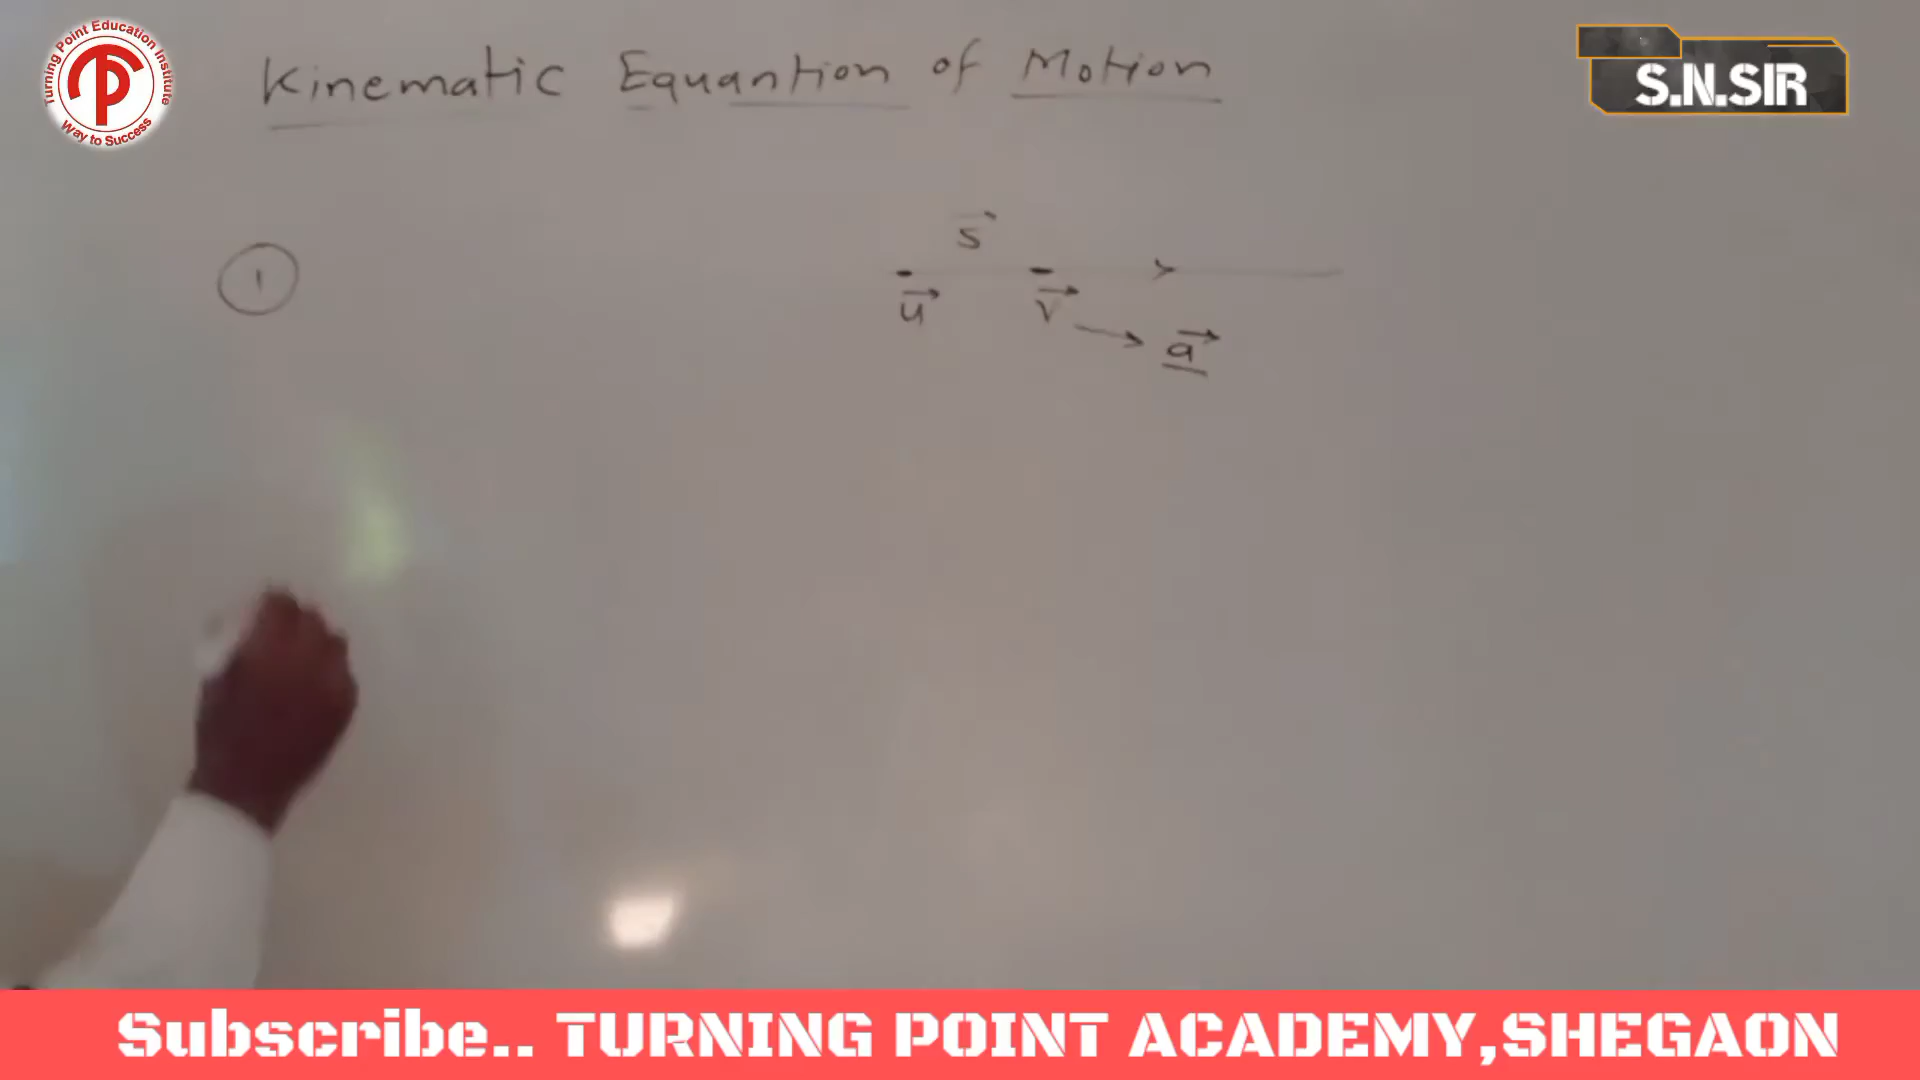 Turning Point Education Institute
Way to Success
S.N.SIR
Kinematic Equantion of Motion
1
s
u v
a
Subscribe.. TURNING POINT ACADEMY,SHEGAON